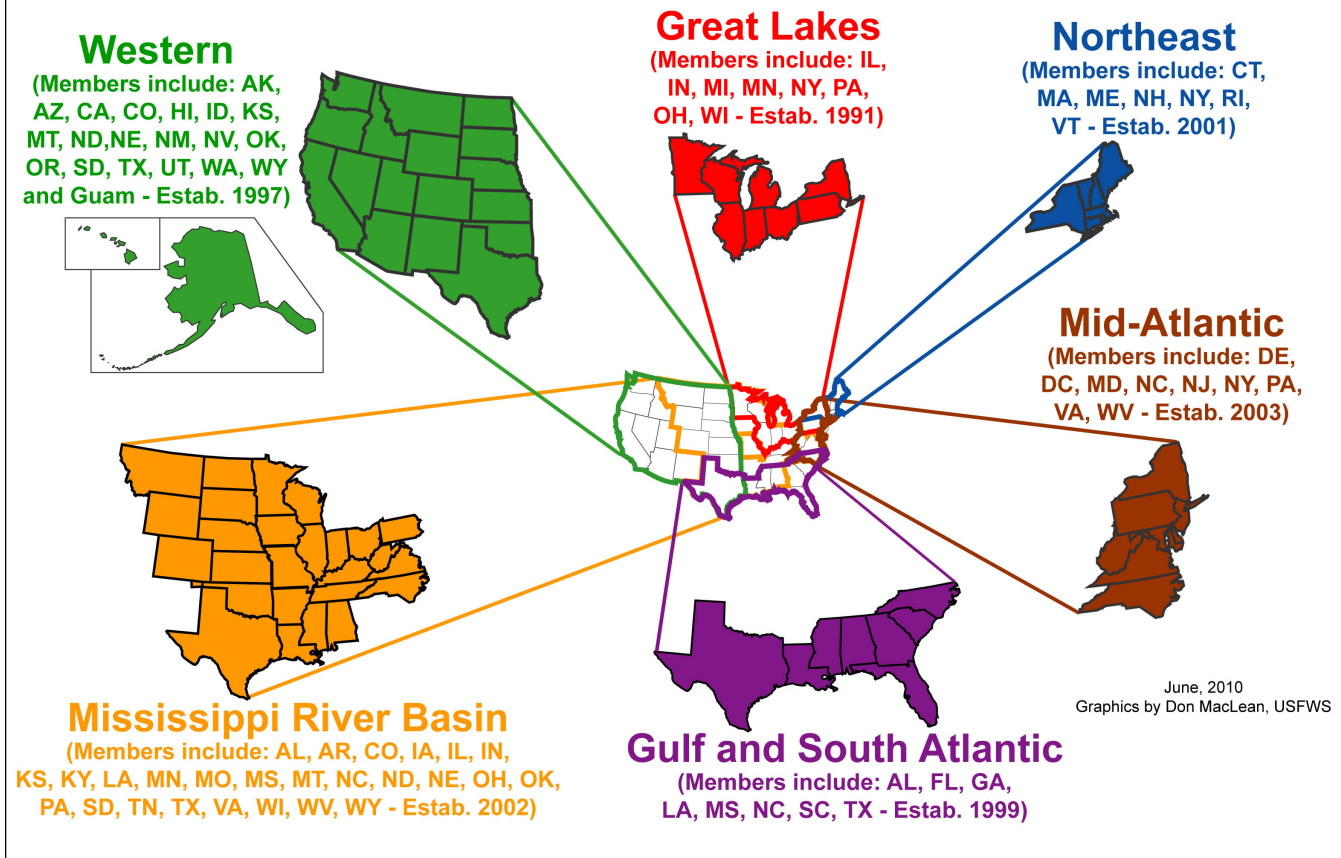 Western
(Members include: AK,
AZ, CA, CO, HI, ID, KS,
MT, ND,NE, NM, NV, OK,
OR, SD, TX, UT, WA, WY
and Guam - Estab. 1997)
Great Lakes
(Members include: IL,
IN, MI, MN, NY, PA,
OH, WI - Estab. 1991)
Northeast
(Members include: CT,
MA, ME, NH, NY, RI,
VT - Estab. 2001)
Mid-Atlantic
(Members include: DE,
DC, MD, NC, NJ, NY, PA,
VA, WV - Estab. 2003)
Mississippi River Basin
(Members include: AL, AR, CO, IA, IL, IN,
KS, KY, LA, MN, MO, MS, MT, NC, ND, NE, OH, OK,
PA, SD, TN, TX, VA, WI, WV, WY - Estab. 2002)
Gulf and South Atlantic
(Members include: AL, FL, GA,
LA, MS, NC, SC, TX - Estab. 1999)
June, 2010
Graphics by Don MacLean, USFWS